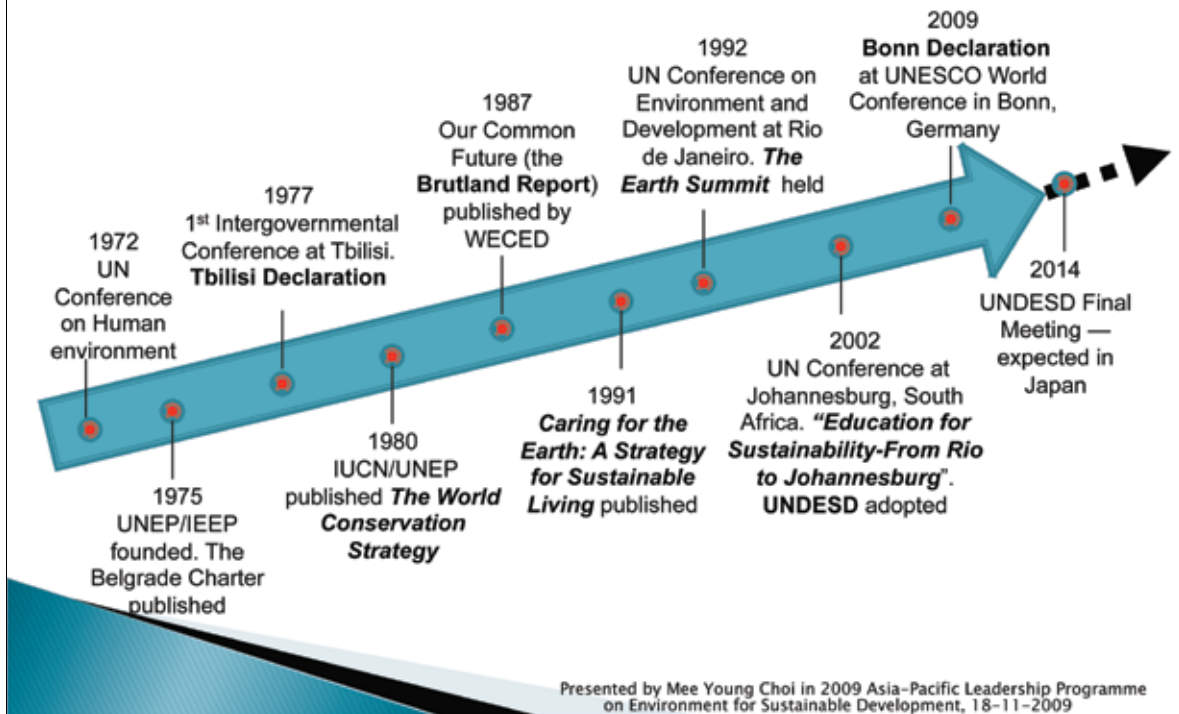 1972
UN
Conference
on Human
environment
1975
UNEP/IEEP
founded. The
Belgrade Charter
published
1977
1st Intergovernmental
Conference at Tbilisi.
Tbilisi Declaration
1980
IUCN/UNEP
published The World
Conservation
Strategy
1987
Our Common
Future (the
Brutland Report)
published by
WECED
1991
Caring for the
Earth: A Strategy
for Sustainable
Living published
1992
UN Conference on
Environment and
Development at Rio
de Janeiro. The
Earth Summit held
2002
UN Conference at
Johannesburg, South
Africa. “Education for
Sustainability-From Rio
to Johannesburg”.
UNDESD adopted
2009
Bonn Declaration
at UNESCO World
Conference in Bonn,
Germany
2014
UNDESD Final
Meeting —
expected in
Japan
Presented by Mee Young Choi in 2009 Asia-Pacific Leadership Programme
on Environment for Sustainable Development, 18-11-2009